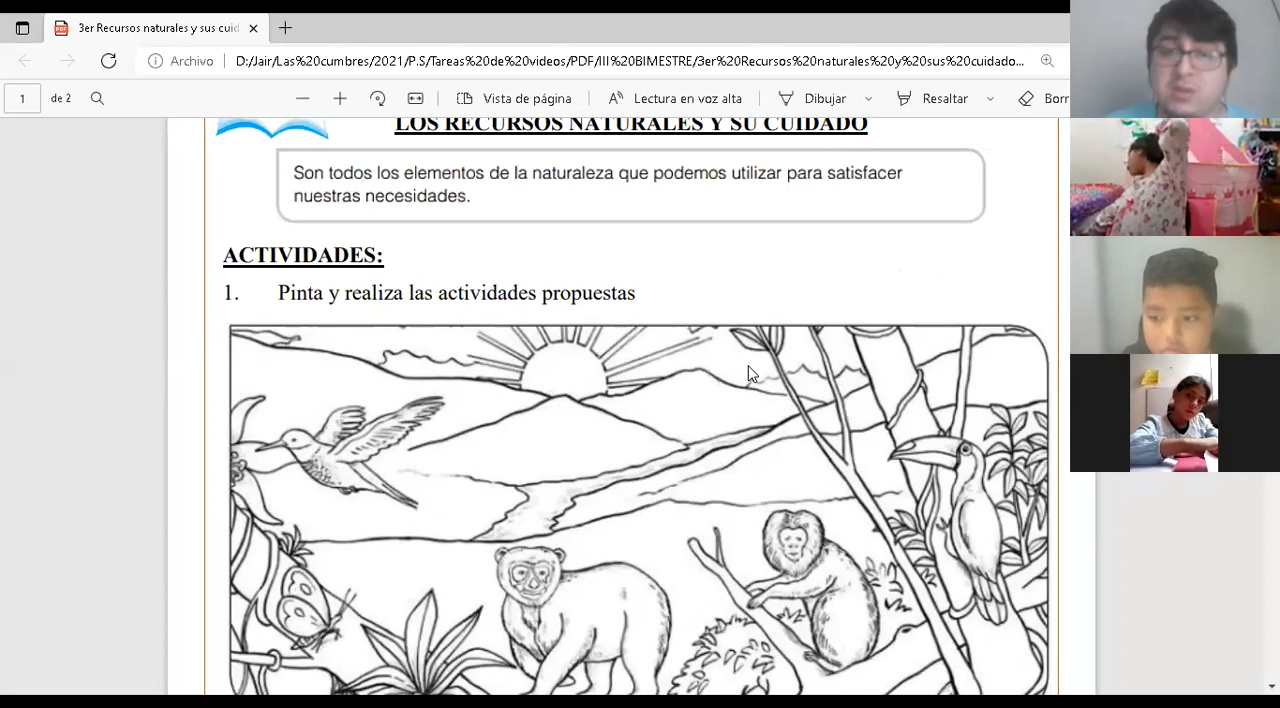 3er Recursos naturales y sus cuid
Archivo
D:/Jair/Las%20cumbres/2021/P.S/Tareas%20de%20videos/PDF/III%20BIMESTRE/3er%20Recursos%20naturales%20y%20sus%20cuidado...
1 de 2
Vista de página
Lectura en voz alta
Dibujar
Resaltar
Borr
LOS RECURSOS NATURALES Y SU CUIDADO
Son todos los elementos de la naturaleza que podemos utilizar para satisfacer
nuestras necesidades.
ACTIVIDADES:
1. Pinta y realiza las actividades propuestas